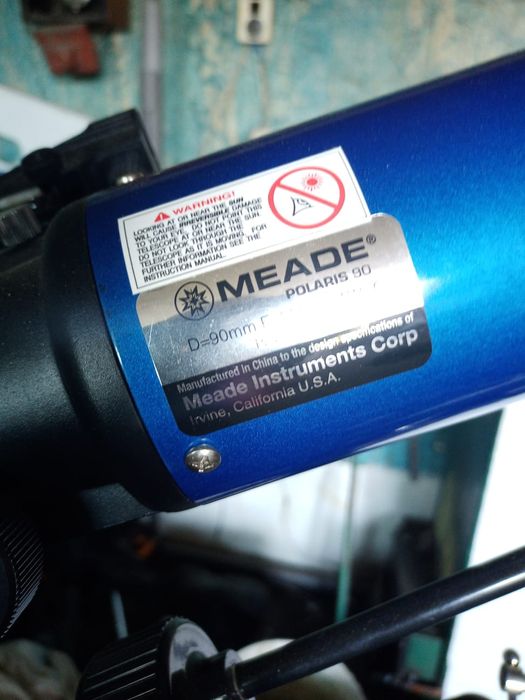 WARNING!
LOOKING AT OR NEAR THE SUN
WILL CAUSE IRREVERSIBLE DAMAGE
TO YOUR EYE. DO NOT POINT THIS
TELESCOPE AT OR NEAR THE SUN.
DO NOT LOOK THROUGH THE
TELESCOPE AS IT IS MOVING. FOR
FURTHER INFORMATION SEE THE
INSTRUCTION MANUAL.
MEADE®
POLARIS 90
D=90mm
Manufactured in China to the design specifications of
Meade Instruments Corp
Irvine, California U.S.A.